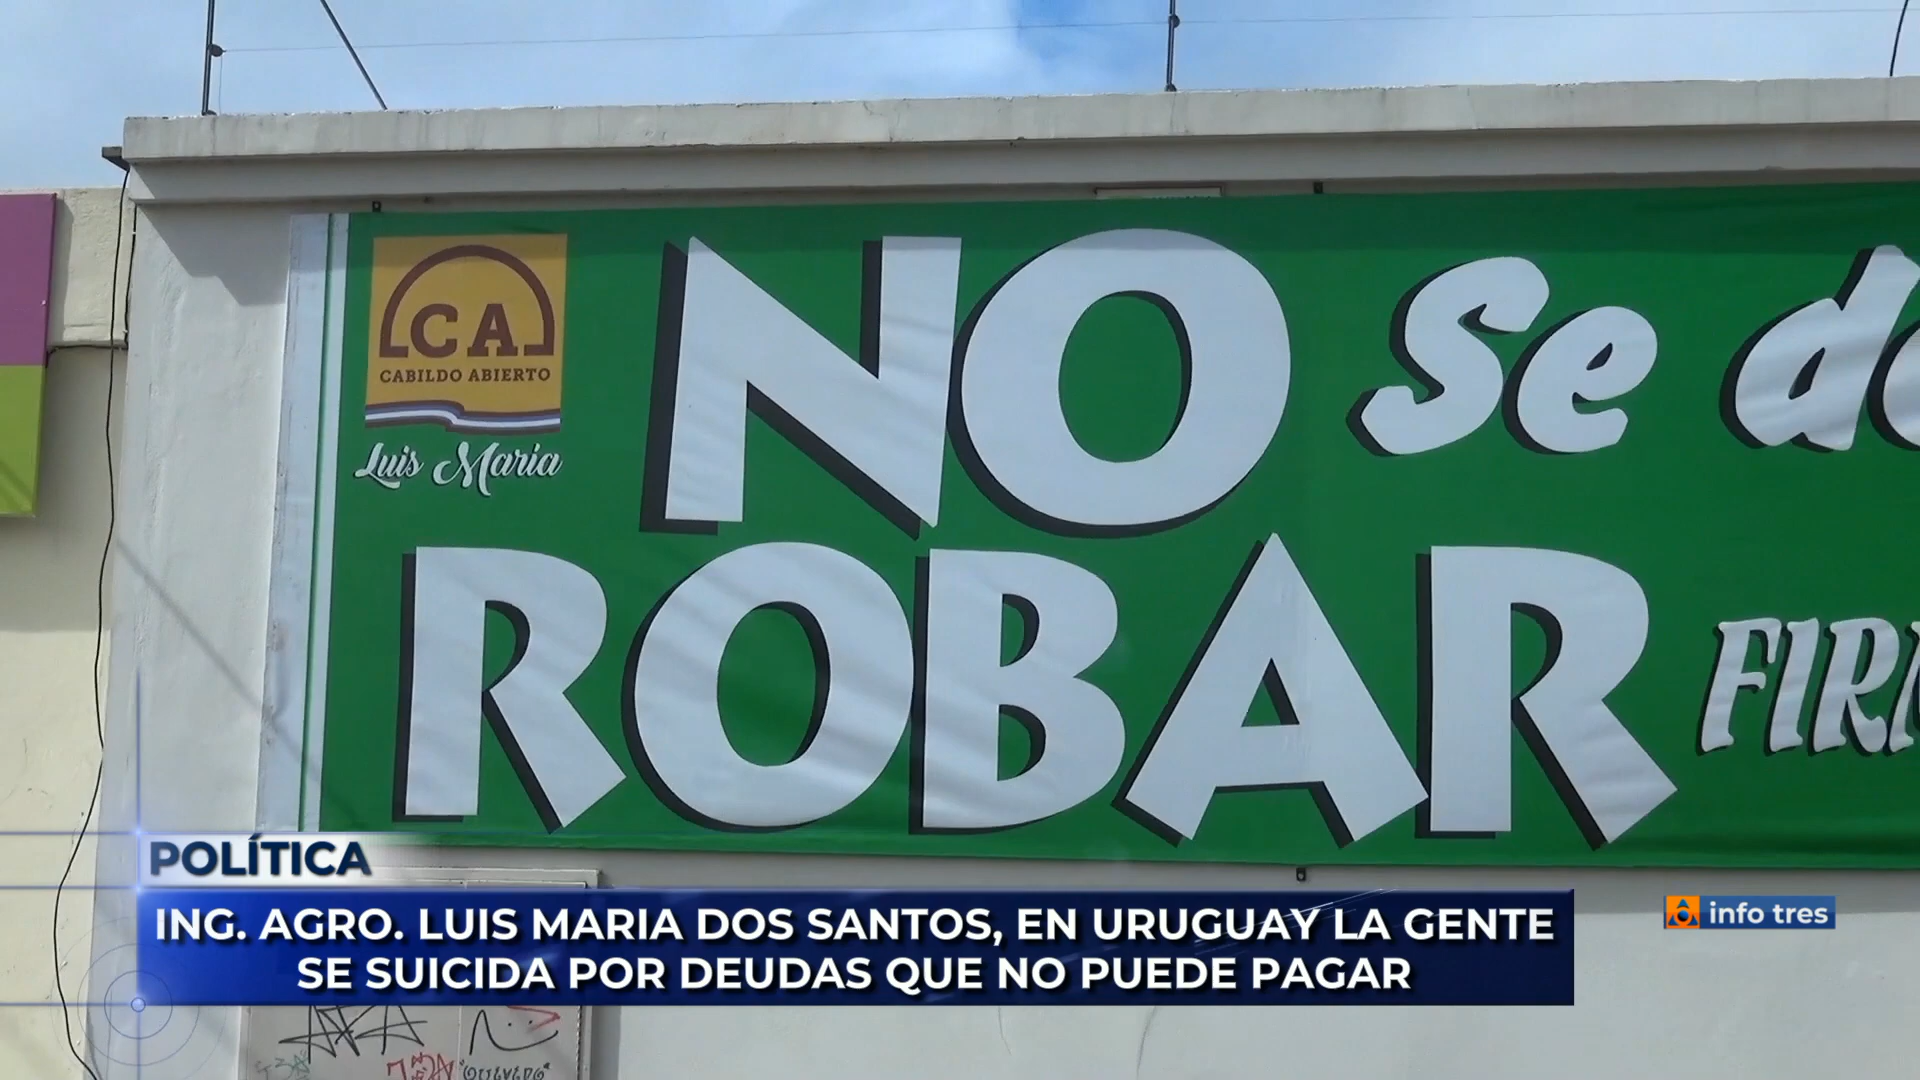 CA
CABILDO ABIERTO
Luis María
NO Se
ROBAR
POLÍTICA
ING. AGRO. LUIS MARIA DOS SANTOS, EN URUGUAY LA GENTE
SE SUICIDA POR DEUDAS QUE NO PUEDE PAGAR
info tres